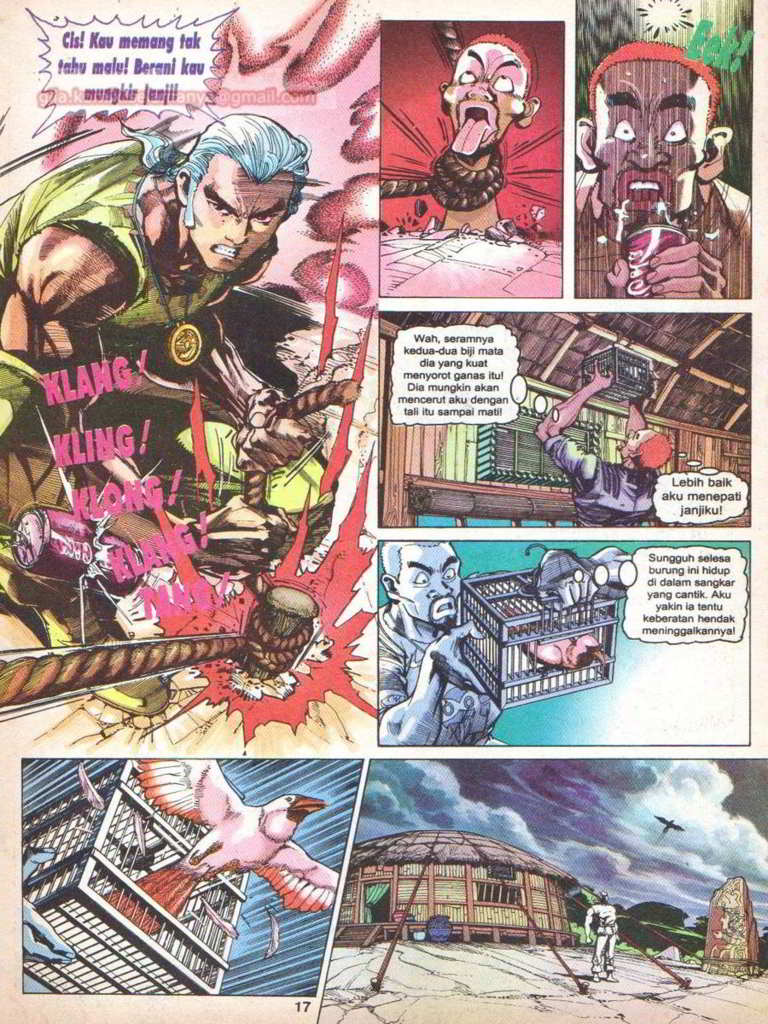 Cis! Kau memang tak
tahu malu! Berani kau
mungkir janji!
KLANG!
KLING!
KLONG!
KLANG!
TANG!
Eek!
Wah, seramnya
kedua-dua biji mata
dia yang kuat
menyorot ganas itu!
Dia mungkin akan
mencerut aku dengan
tali itu sampai mati!
Lebih baik
aku menepati
janjiku!
Sungguh selesa
burung ini hidup
di dalam sangkar
yang cantik. Aku
yakin ia tentu
keberatan hendak
meninggalkannya!
17